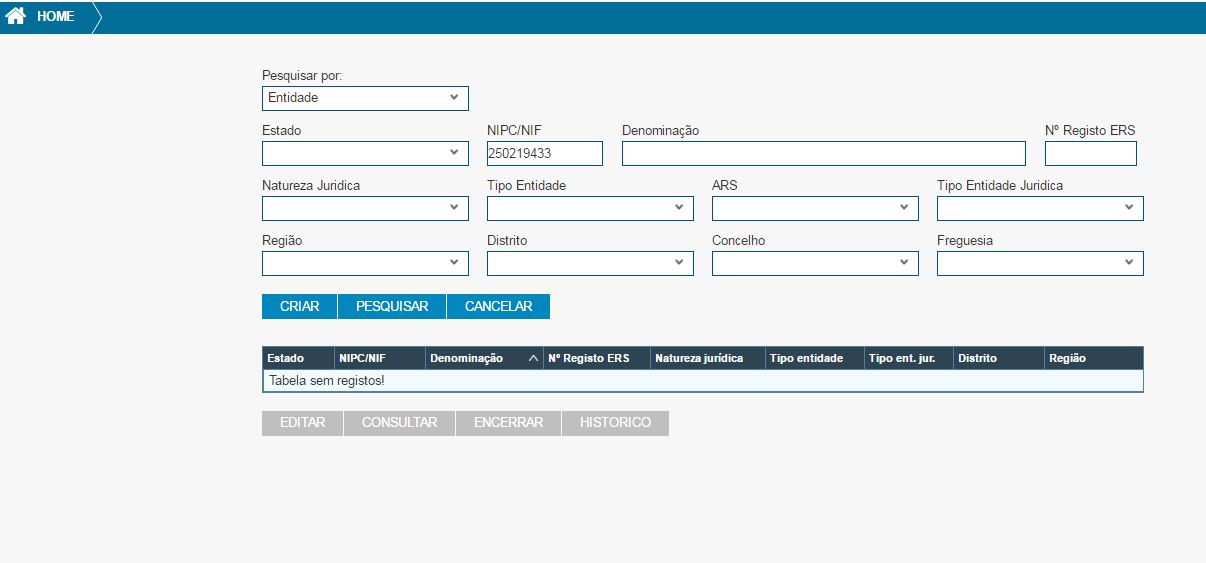 HOME
Pesquisar por:
Entidade
Estado NIPC/NIF Denominação Nº Registo ERS
250219433
Natureza Juridica Tipo Entidade ARS Tipo Entidade Juridica
Região Distrito Concelho Freguesia
CRIAR PESQUISAR CANCELAR
Estado NIPC/NIF Denominação Nº Registo ERS Natureza jurídica Tipo entidade Tipo ent. jur. Distrito Região
Tabela sem registos!
EDITAR CONSULTAR ENCERRAR HISTORICO